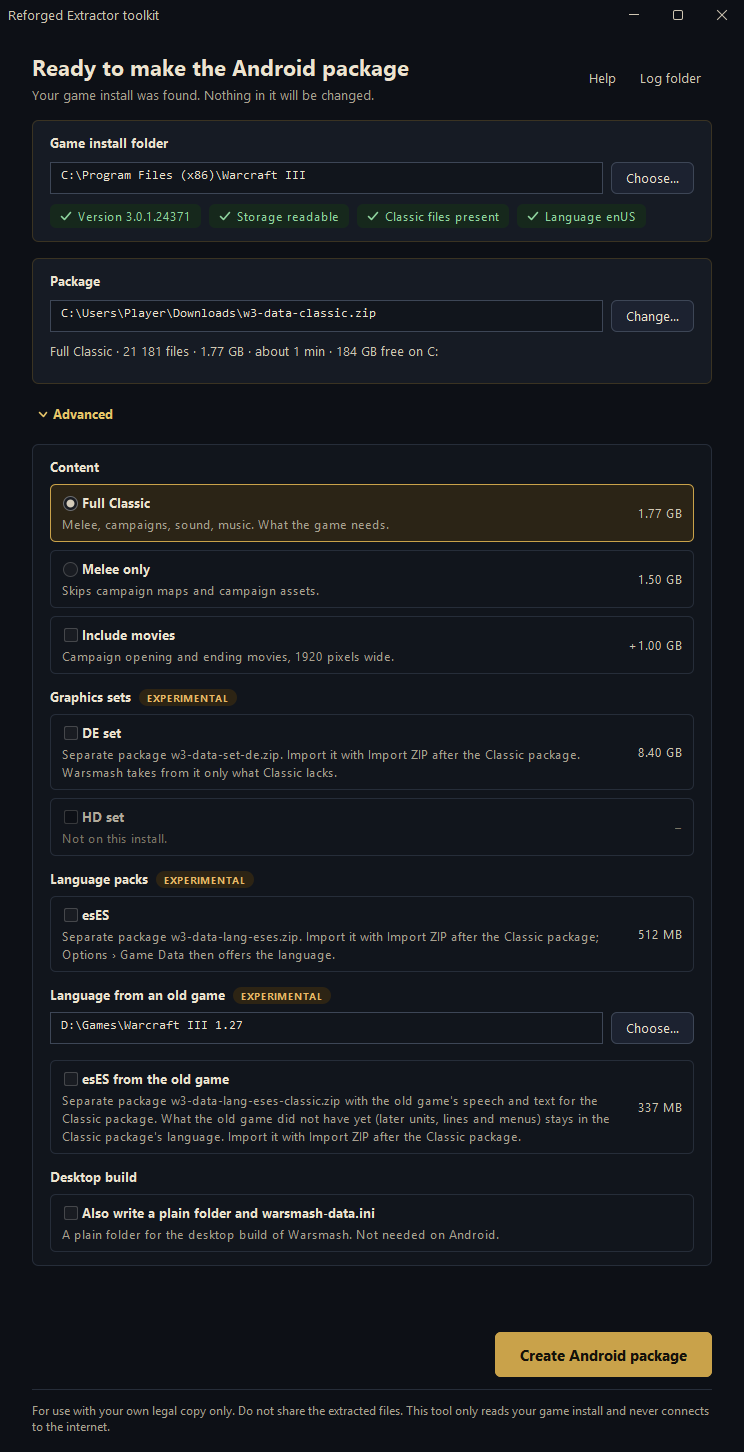 Reforged Extractor toolkit
Ready to make the Android package
Your game install was found. Nothing in it will be changed.
Help
Log folder
Game install folder
C:\Program Files (x86)\Warcraft III
Choose...
Version 3.0.1.24371
Storage readable
Classic files present
Language enUS
Package
C:\Users\Player\Downloads\w3-data-classic.zip
Change...
Full Classic · 21 181 files · 1.77 GB · about 1 min · 184 GB free on C:
Advanced
Content
Full Classic
Melee, campaigns, sound, music. What the game needs.
1.77 GB
Melee only
Skips campaign maps and campaign assets.
1.50 GB
Include movies
Campaign opening and ending movies, 1920 pixels wide.
+1.00 GB
Graphics sets EXPERIMENTAL
DE set
Separate package w3-data-set-de.zip. Import it with Import ZIP after the Classic package.
Warsmash takes from it only what Classic lacks.
8.40 GB
HD set
Not on this install.
–
Language packs EXPERIMENTAL
esES
Separate package w3-data-lang-eses.zip. Import it with Import ZIP after the Classic package;
Options › Game Data then offers the language.
512 MB
Language from an old game EXPERIMENTAL
D:\Games\Warcraft III 1.27
Choose...
esES from the old game
Separate package w3-data-lang-eses-classic.zip with the old game's speech and text for the
Classic package. What the old game did not have yet (later units, lines and menus) stays in the
Classic package's language. Import it with Import ZIP after the Classic package.
337 MB
Desktop build
Also write a plain folder and warsmash-data.ini
A plain folder for the desktop build of Warsmash. Not needed on Android.
Create Android package
For use with your own legal copy only. Do not share the extracted files. This tool only reads your game install and never connects
to the internet.